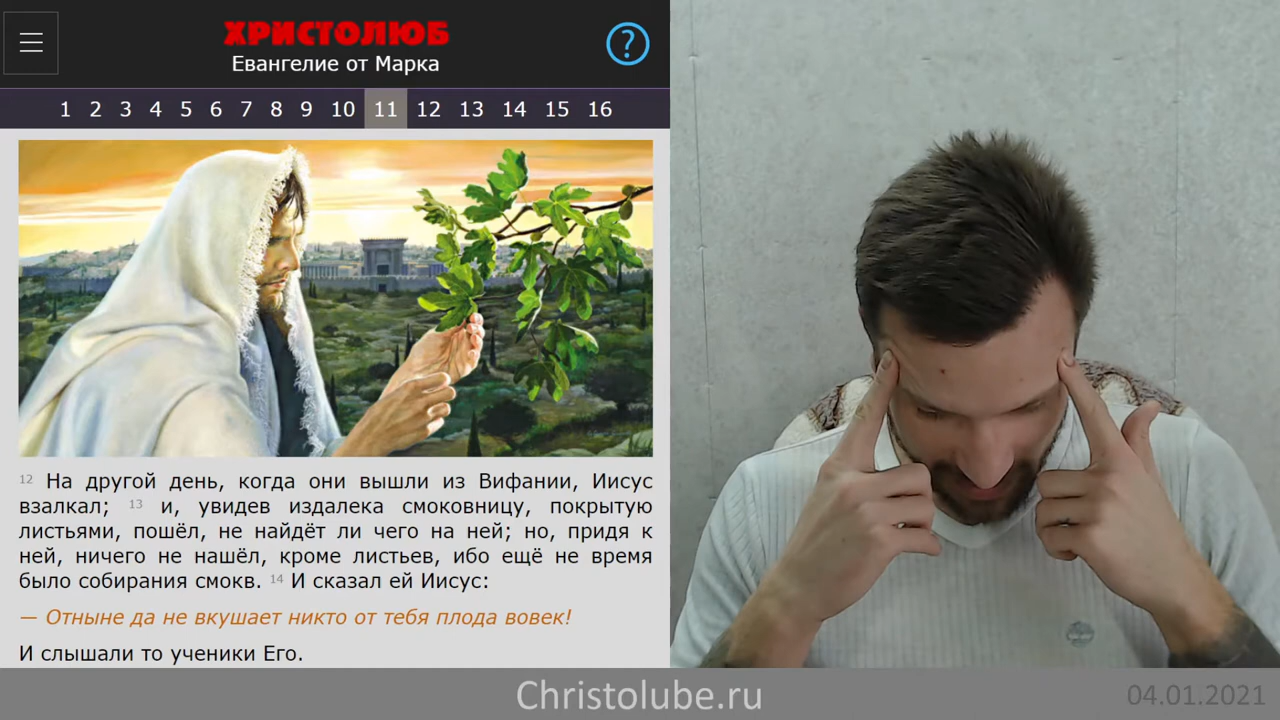 ХРИСТОЛЮБ
Евангелие от Марка
?
1 2 3 4 5 6 7 8 9 10 11 12 13 14 15 16
12 На другой день, когда они вышли из Вифании, Иисус
взалкал; 13 и, увидев издалека смоковницу, покрытую
листьями, пошёл, не найдёт ли чего на ней; но, придя к
ней, ничего не нашёл, кроме листьев, ибо ещё не время
было собирания смокв. 14 И сказал ей Иисус:
— Отныне да не вкушает никто от тебя плода вовек!
И слышали то ученики Его.
Christolube.ru
04.01.2021